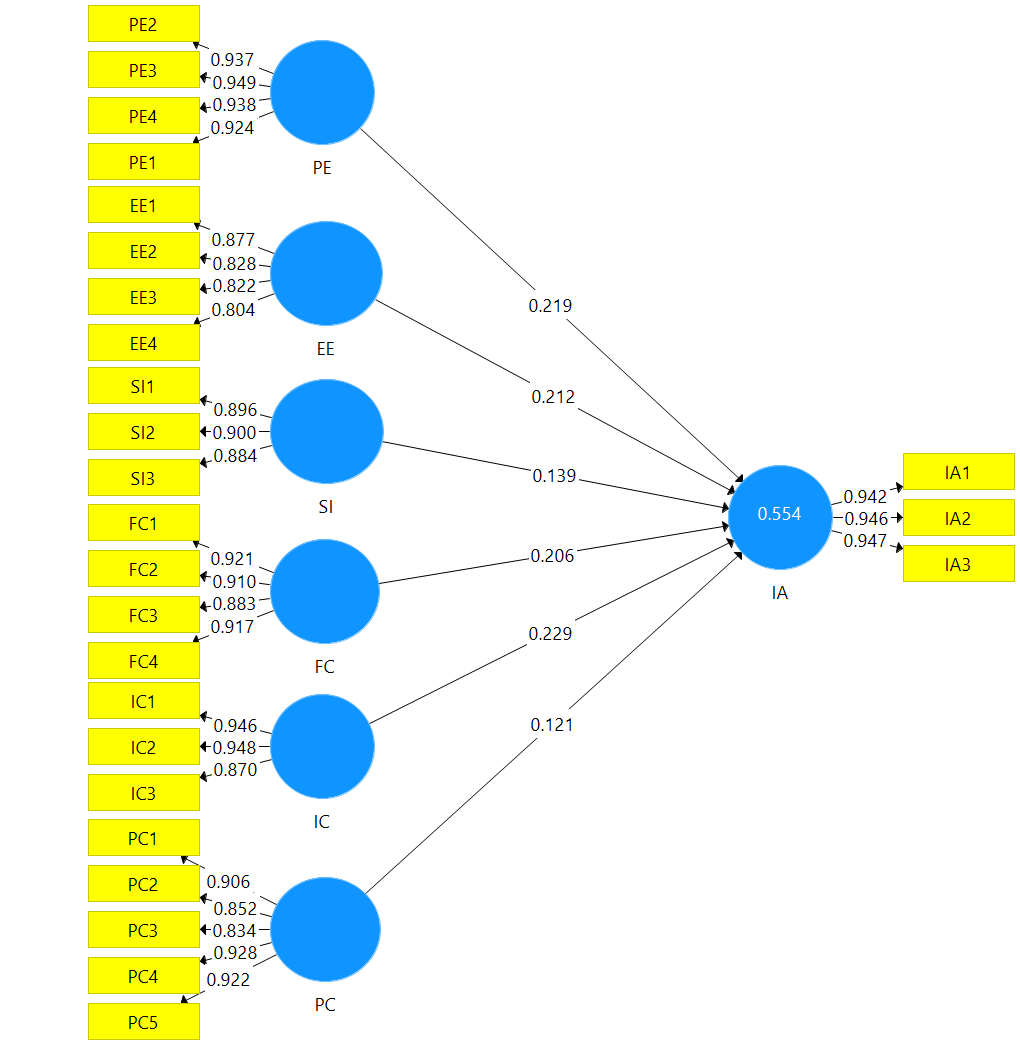 PE2
PE3
PE4
PE1
0.937
0.949
0.938
0.924
PE
EE1
EE2
EE3
EE4
0.877
0.828
0.822
0.804
EE
SI1
SI2
SI3
0.896
0.900
0.884
SI
FC1
FC2
FC3
FC4
0.921
0.910
0.883
0.917
FC
IC1
IC2
IC3
0.946
0.948
0.870
IC
PC1
PC2
PC3
PC4
PC5
0.906
0.852
0.834
0.928
0.922
PC
0.219
0.212
0.139
0.206
0.229
0.121
0.554
IA
0.942
0.946
0.947
IA1
IA2
IA3